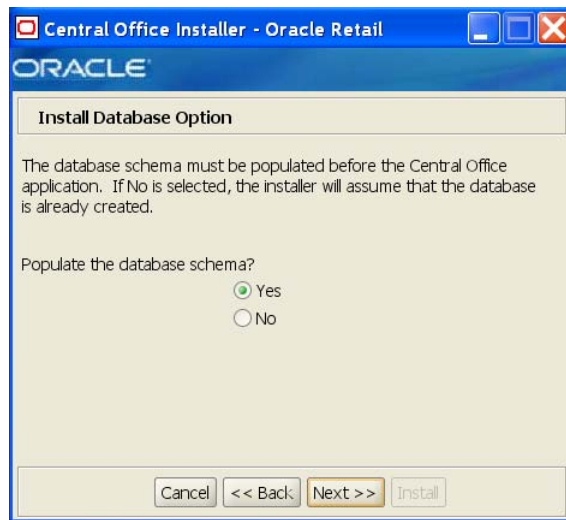 Central Office Installer - Oracle Retail
ORACLE
Install Database Option
The database schema must be populated before the Central Office
application. If No is selected, the installer will assume that the database
is already created.
Populate the database schema?
Yes
No
Cancel << Back Next >> Install